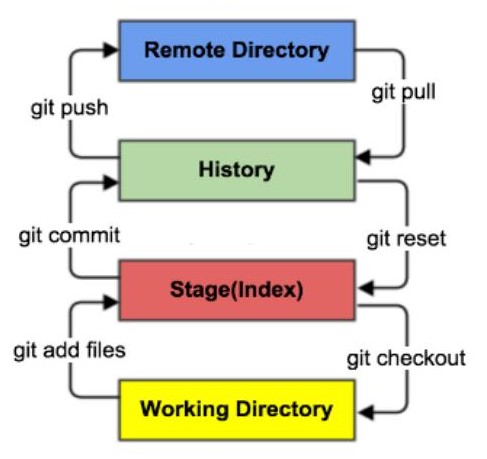 Remote Directory
git pull
git push
History
git commit
git reset
Stage(Index)
git add files
git checkout
Working Directory